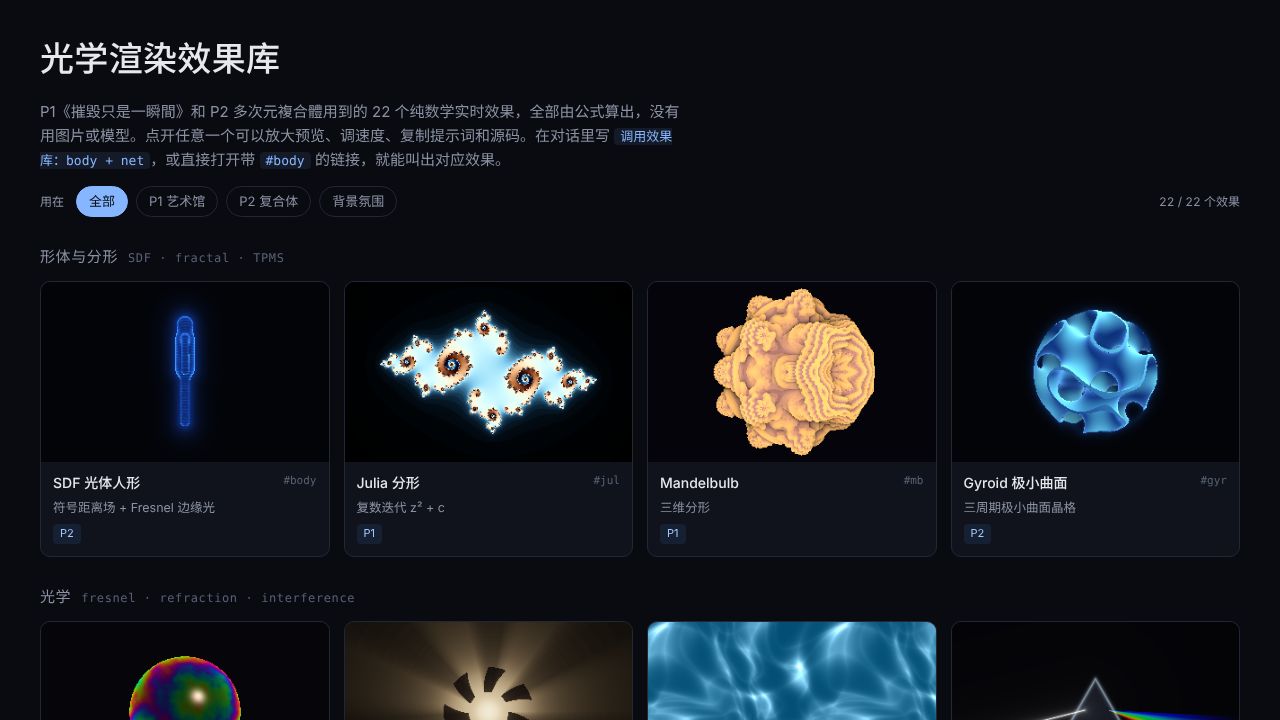 光学渲染效果库
P1《摧毀只是一瞬間》和 P2 多次元複合體用到的 22 个纯数学实时效果，全部由公式算出，没有
用图片或模型。点开任意一个可以放大预览、调速度、复制提示词和源码。在对话里写 调用效果
库：body + net，或直接打开带 #body 的链接，就能叫出对应效果。
用在 全部 P1 艺术馆 P2 复合体 背景氛围 22 / 22 个效果
形体与分形 SDF · fractal · TPMS
SDF 光体人形 #body
符号距离场 + Fresnel 边缘光
P2
Julia 分形 #jul
复数迭代 z² + c
P1
Mandelbulb #mb
三维分形
P1
Gyroid 极小曲面 #gyr
三周期极小曲面晶格
P2
光学 fresnel · refraction · interference